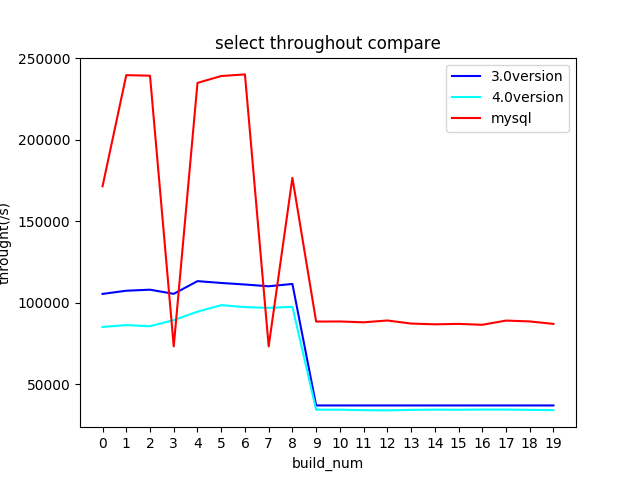 select throughout compare
3.0version
4.0version
mysql
throught(/s)
250000
200000
150000
100000
50000
0 1 2 3 4 5 6 7 8 9 10 11 12 13 14 15 16 17 18 19
build_num